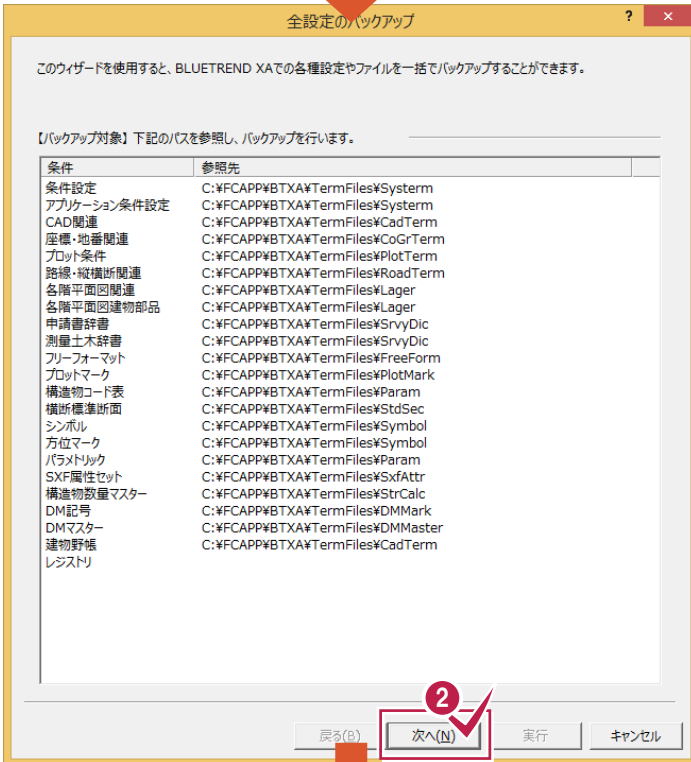 全設定のバックアップ
? ×
このウィザードを使用すると、BLUETREND XAでの各種設定やファイルを一括でバックアップすることができます。
【バックアップ対象】下記のパスを参照し、バックアップを行います。
条件 参照先
条件設定 C:¥FCAPP¥BTXA¥TermFiles¥Systerm
アプリケーション条件設定 C:¥FCAPP¥BTXA¥TermFiles¥Systerm
CAD関連 C:¥FCAPP¥BTXA¥TermFiles¥CadTerm
座標・地番関連 C:¥FCAPP¥BTXA¥TermFiles¥CoGrTerm
プロット条件 C:¥FCAPP¥BTXA¥TermFiles¥PlotTerm
路線・縦横断関連 C:¥FCAPP¥BTXA¥TermFiles¥RoadTerm
各階平面図関連 C:¥FCAPP¥BTXA¥TermFiles¥Lager
各階平面図建物部品 C:¥FCAPP¥BTXA¥TermFiles¥Lager
申請書辞書 C:¥FCAPP¥BTXA¥TermFiles¥SrvyDic
測量土木辞書 C:¥FCAPP¥BTXA¥TermFiles¥SrvyDic
フリーフォーマット C:¥FCAPP¥BTXA¥TermFiles¥FreeForm
プロットマーク C:¥FCAPP¥BTXA¥TermFiles¥PlotMark
構造物コード表 C:¥FCAPP¥BTXA¥TermFiles¥Param
横断標準断面 C:¥FCAPP¥BTXA¥TermFiles¥StdSec
シンボル C:¥FCAPP¥BTXA¥TermFiles¥Symbol
方位マーク C:¥FCAPP¥BTXA¥TermFiles¥Symbol
パラメトリック C:¥FCAPP¥BTXA¥TermFiles¥Param
SXF属性セット C:¥FCAPP¥BTXA¥TermFiles¥SxfAttr
構造物数量マスター C:¥FCAPP¥BTXA¥TermFiles¥StrCalc
DM記号 C:¥FCAPP¥BTXA¥TermFiles¥DMMark
DMマスター C:¥FCAPP¥BTXA¥TermFiles¥DMMaster
建物野帳 C:¥FCAPP¥BTXA¥TermFiles¥CadTerm
レジストリ
2
戻る(B) 次へ(N) 実行 キャンセル